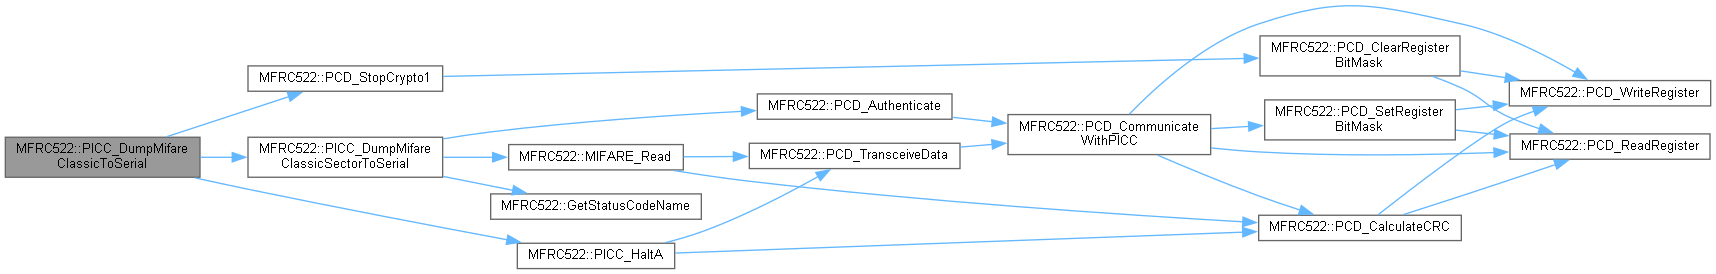 MFRC522::PICC_DumpMifare
ClassicToSerial
MFRC522::PCD_StopCrypto1
MFRC522::PICC_DumpMifare
ClassicSectorToSerial
MFRC522::PICC_HaltA
MFRC522::MIFARE_Read
MFRC522::GetStatusCodeName
MFRC522::PCD_Authenticate
MFRC522::PCD_TransceiveData
MFRC522::PCD_Communicate
WithPICC
MFRC522::PCD_ClearRegister
BitMask
MFRC522::PCD_SetRegister
BitMask
MFRC522::PCD_CalculateCRC
MFRC522::PCD_WriteRegister
MFRC522::PCD_ReadRegister